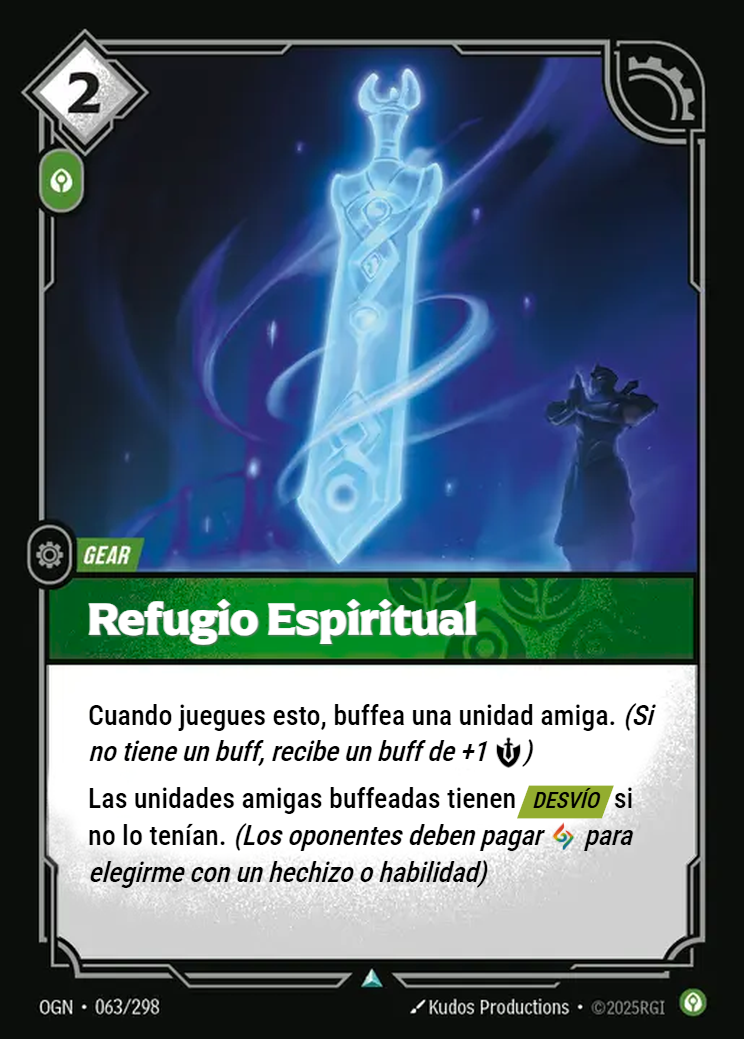 2
GEAR
Refugio Espiritual
Cuando juegues esto, buffea una unidad amiga. (Si
no tiene un buff, recibe un buff de +1 )
Las unidades amigas buffeadas tienen DESVÍO si
no lo tenían. (Los oponentes deben pagar para
elegirme con un hechizo o habilidad)
OGN • 063/298
Kudos Productions • ©2025RGI